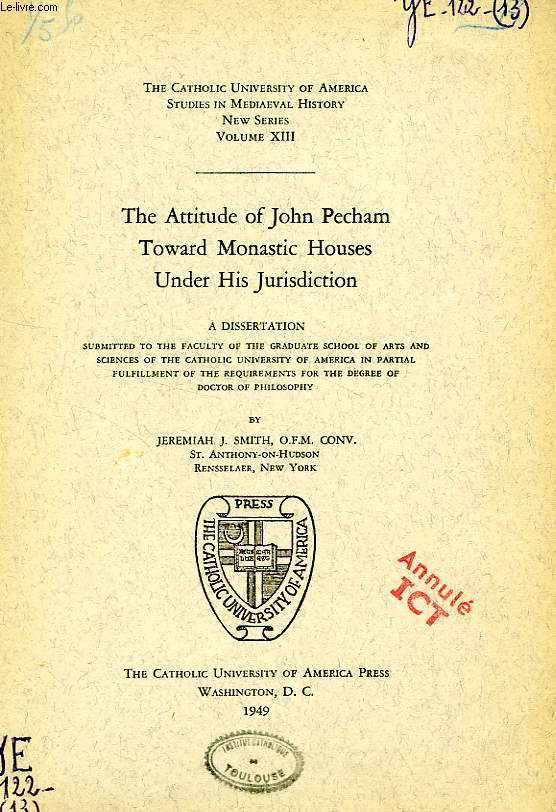 Le-livre.com
YE-122-(13)
The Catholic University of America
Studies in Mediaeval History
New Series
Volume XIII
The Attitude of John Pecham
Toward Monastic Houses
Under His Jurisdiction
A DISSERTATION
SUBMITTED TO THE FACULTY OF THE GRADUATE SCHOOL OF ARTS AND
SCIENCES OF THE CATHOLIC UNIVERSITY OF AMERICA IN PARTIAL
FULFILLMENT OF THE REQUIREMENTS FOR THE DEGREE OF
DOCTOR OF PHILOSOPHY
BY
JEREMIAH J. SMITH, O.F.M. CONV.
St. Anthony-on-Hudson
Rensselaer, New York
PRESS
THE CATHOLIC UNIVERSITY OF AMERICA
Annulé
ICT
The Catholic University of America Press
Washington, D. C.
1949
INSTITUT CATHOLIQUE
DE
TOULOUSE
YE
122-
(13)